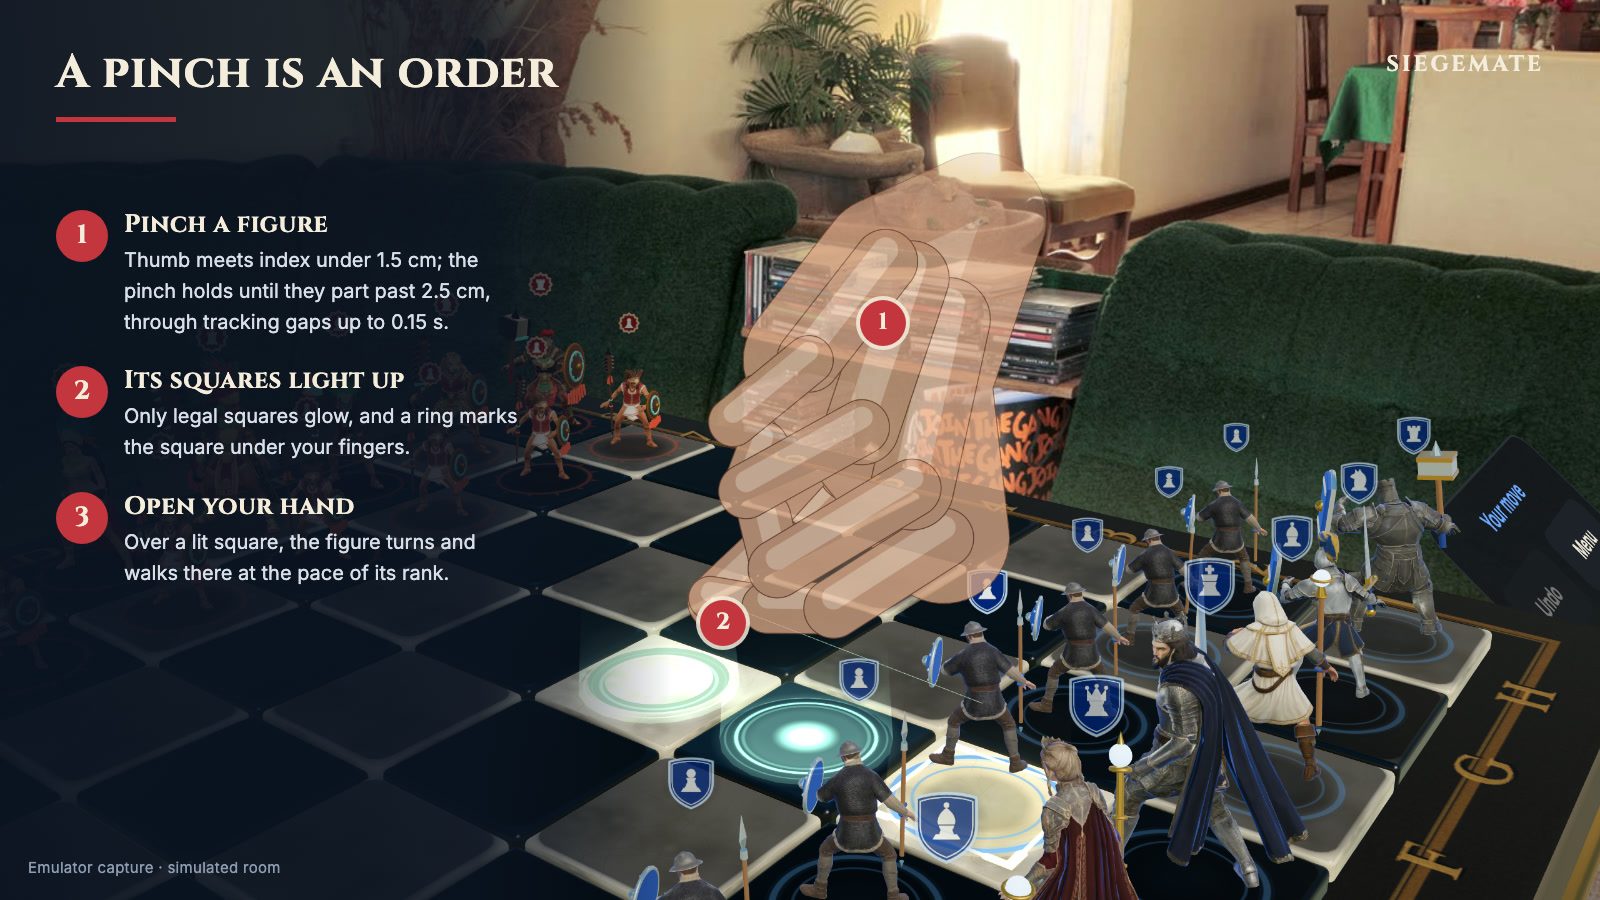 A PINCH IS AN ORDER
SIEGEMATE
1
PINCH A FIGURE
Thumb meets index under 1.5 cm; the
pinch holds until they part past 2.5 cm,
through tracking gaps up to 0.15 s.
2
ITS SQUARES LIGHT UP
Only legal squares glow, and a ring marks
the square under your fingers.
3
OPEN YOUR HAND
Over a lit square, the figure turns and
walks there at the pace of its rank.
1
2
JOIN THE GANG
Your move
Menu
Undo
H
G
F
Emulator capture · simulated room